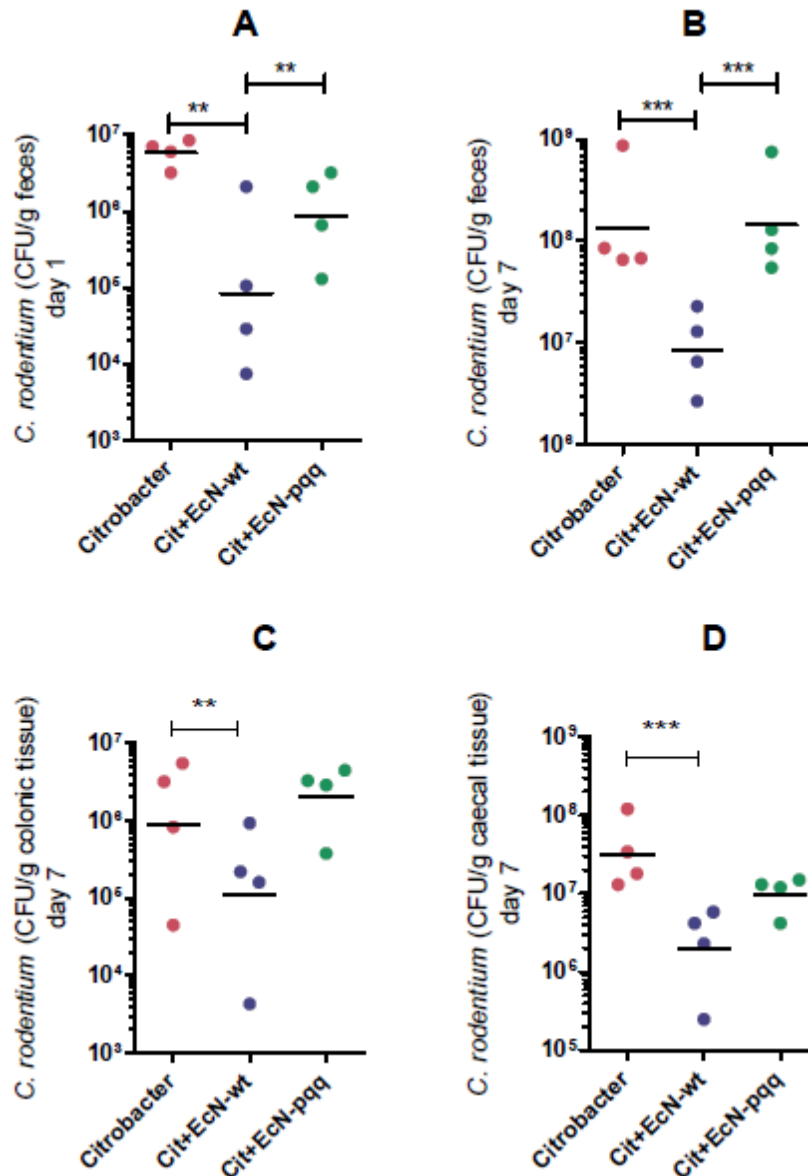 A
**
**
C. rodentium (CFU/g feces)
day 1
10⁷
10⁶
10⁵
10⁴
10³
Citrobacter
Cit+EcN-wt
Cit+EcN-pqq
B
***
***
C. rodentium (CFU/g feces)
day 7
10⁹
10⁸
10⁷
10⁶
Citrobacter
Cit+EcN-wt
Cit+EcN-pqq
C
**
C. rodentium (CFU/g colonic tissue)
day 7
10⁷
10⁶
10⁵
10⁴
10³
Citrobacter
Cit+EcN-wt
Cit+EcN-pqq
D
***
C. rodentium (CFU/g caecal tissue)
day 7
10⁹
10⁸
10⁷
10⁶
10⁵
Citrobacter
Cit+EcN-wt
Cit+EcN-pqq